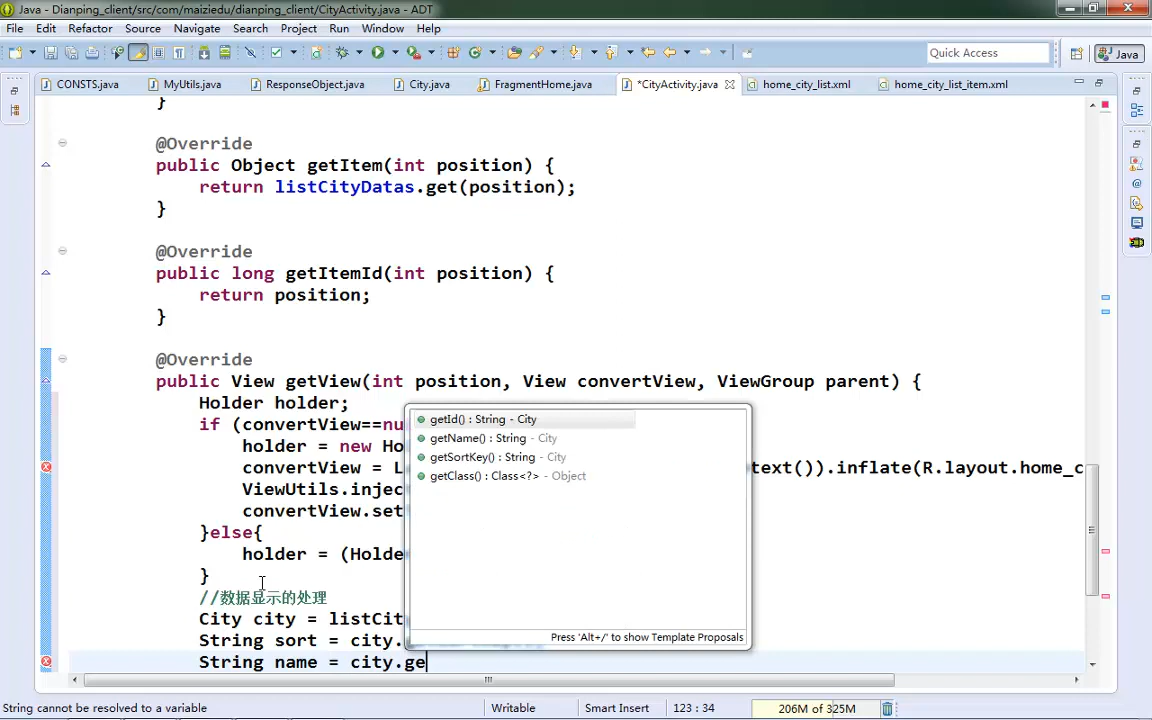 Java - Dianping_client/src/com/maiziedu/dianping_client/CityActivity.java - ADT
File Edit Refactor Source Navigate Search Project Run Window Help
Quick Access
Java
CONSTS.java MyUtils.java ResponseObject.java City.java FragmentHome.java *CityActivity.java home_city_list.xml home_city_list_item.xml
}
@Override
public Object getItem(int position) {
return listCityDatas.get(position);
}
@Override
public long getItemId(int position) {
return position;
}
@Override
public View getView(int position, View convertView, ViewGroup parent) {
Holder holder;
if (convertView==nu
holder = new Ho
convertView = L text()).inflate(R.layout.home_c
ViewUtils.injec
convertView.set
}else{
holder = (Holde
}
//数据显示的处理
City city = listCit
String sort = city.
String name = city.ge
getId() : String - City
getName() : String - City
getSortKey() : String - City
getClass() : Class<?> - Object
Press 'Alt+/' to show Template Proposals
String cannot be resolved to a variable Writable Smart Insert 123 : 34 206M of 325M